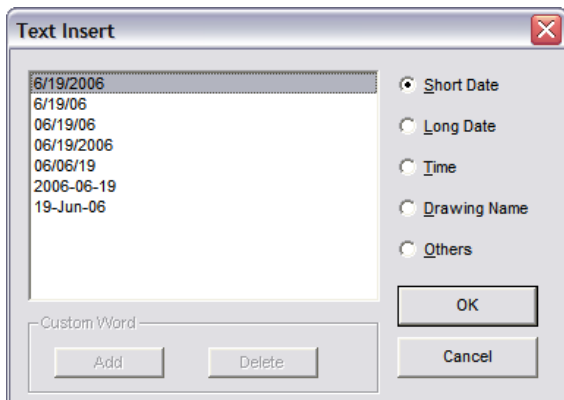 Text Insert
6/19/2006
6/19/06
06/19/06
06/19/2006
06/06/19
2006-06-19
19-Jun-06
Short Date
Long Date
Time
Drawing Name
Others
Custom Word
Add
Delete
OK
Cancel